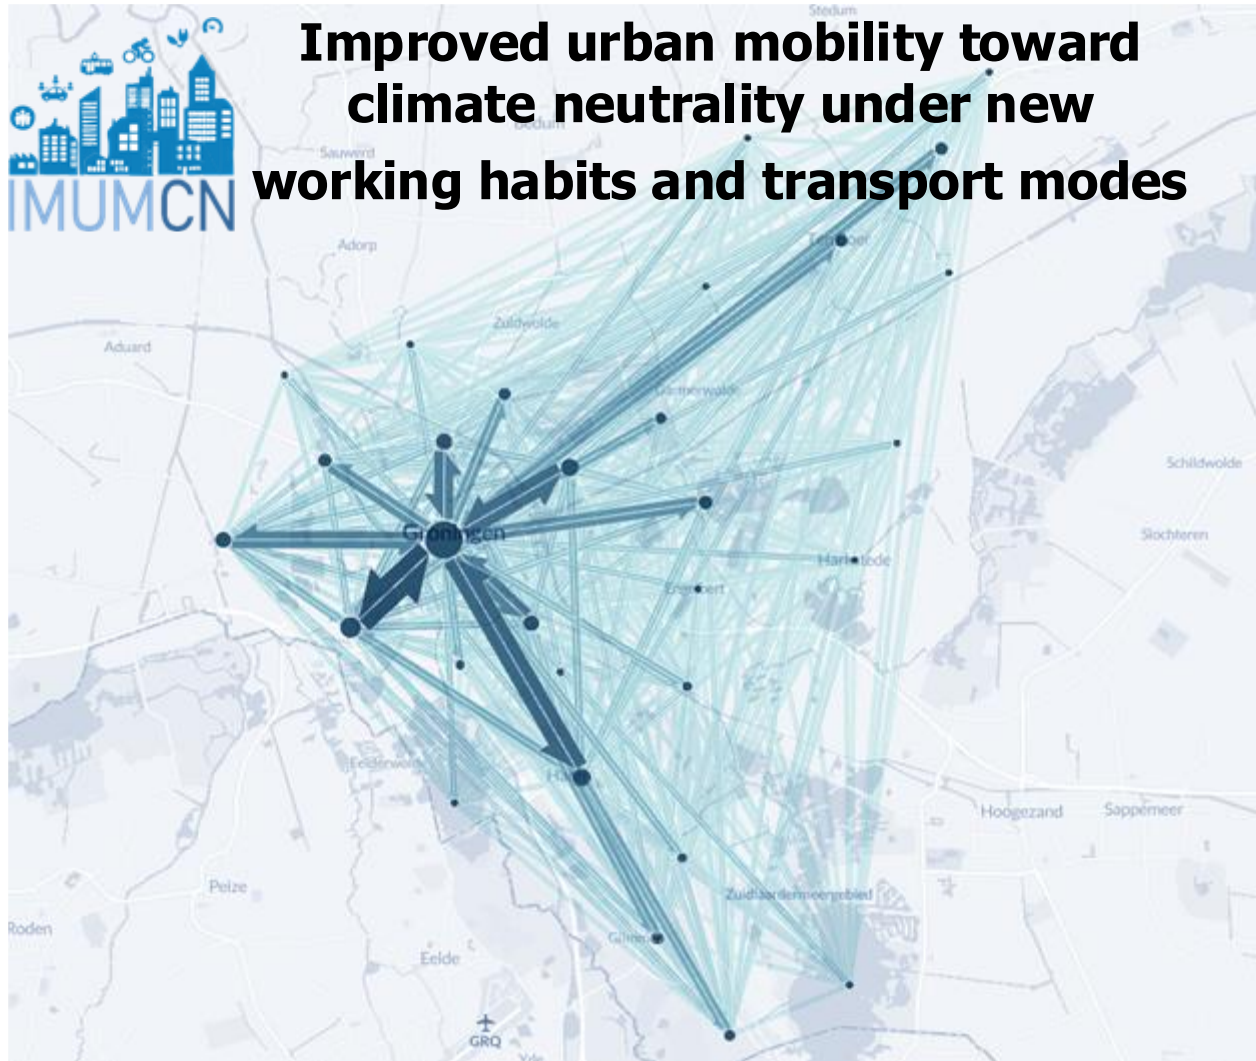 Stedum
Improved urban mobility toward
climate neutrality under new
working habits and transport modes
IMUMCN
Bedum
Sauwerd
Adorp
Zuidwolde
Aduard
Schildwolde
Groningen
Slochteren
Harkstede
Engelbert
Eelderwolde
Hoogezand
Sappemeer
Peize
Zuidlaardermeergebied
Roden
Eelde
GRQ